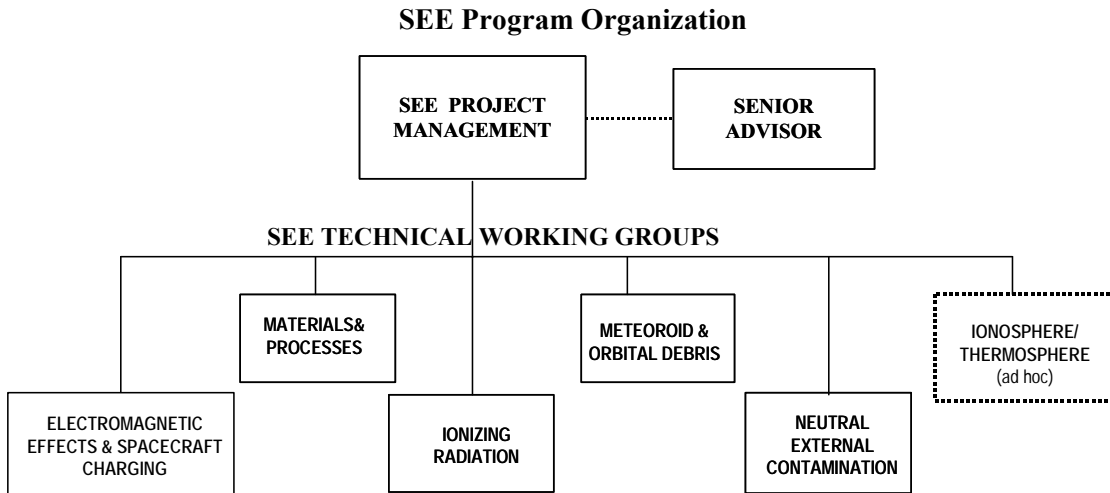 SEE Program Organization
SEE PROJECT
MANAGEMENT
SENIOR
ADVISOR
SEE TECHNICAL WORKING GROUPS
MATERIALS&
PROCESSES
METEOROID &
ORBITAL DEBRIS
IONOSPHERE/
THERMOSPHERE
(ad hoc)
ELECTROMAGNETIC
EFFECTS & SPACECRAFT
CHARGING
IONIZING
RADIATION
NEUTRAL
EXTERNAL
CONTAMINATION